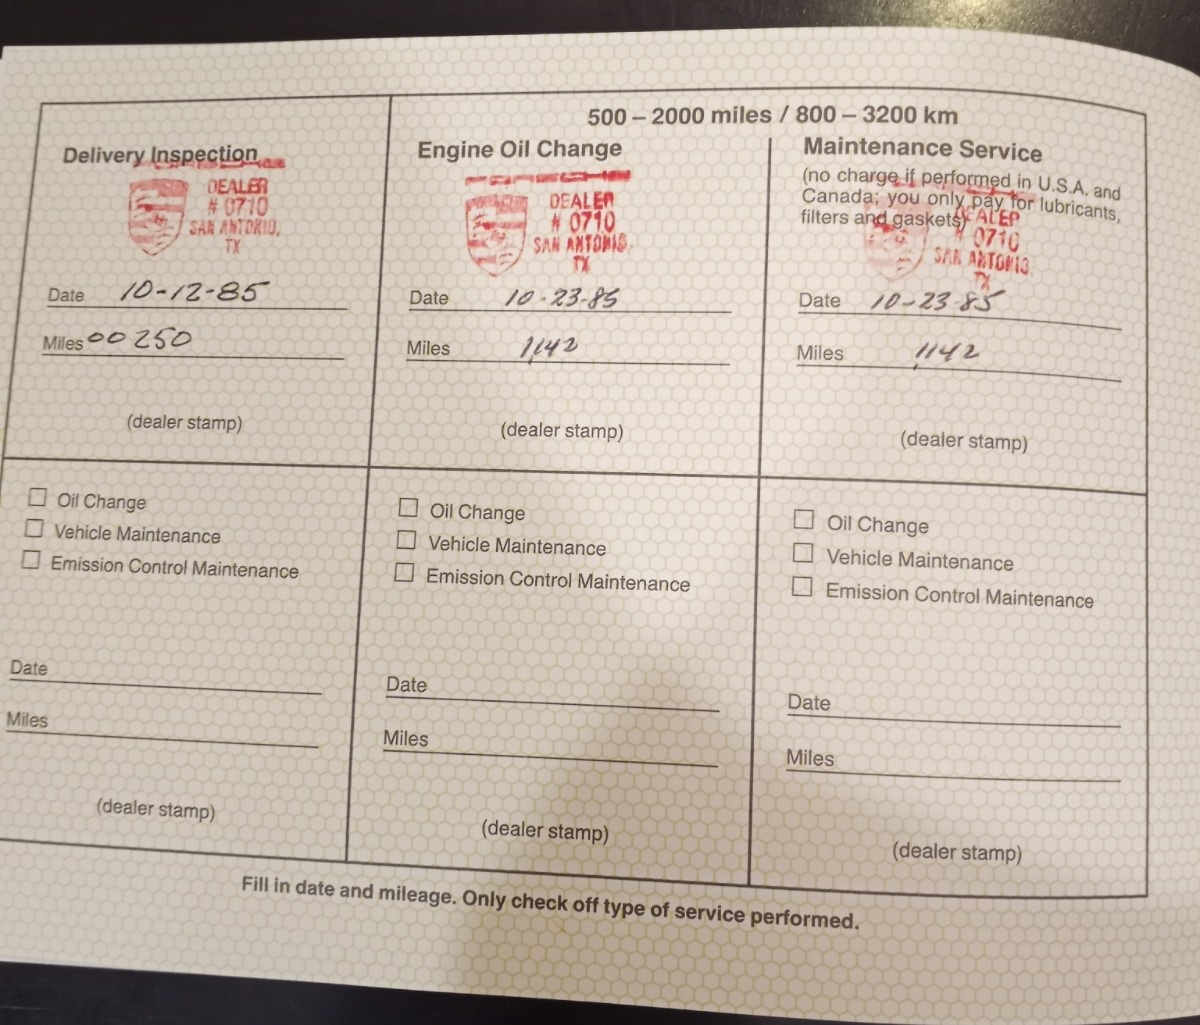 500 – 2000 miles / 800 – 3200 km
Delivery Inspection
DEALER
# 0710
SAN ANTONIO,
TX
Date 10-12-85
Miles 00250
(dealer stamp)
Engine Oil Change
DEALER
# 0710
SAN ANTONIO,
TX
Date 10-23-85
Miles 1,142
(dealer stamp)
Maintenance Service
(no charge if performed in U.S.A. and
Canada; you only pay for lubricants,
filters and gaskets)
DEALER
# 0710
SAN ANTONIO,
TX
Date 10-23-85
Miles 1,142
(dealer stamp)
Oil Change
Vehicle Maintenance
Emission Control Maintenance
Date
Miles
(dealer stamp)
Oil Change
Vehicle Maintenance
Emission Control Maintenance
Date
Miles
(dealer stamp)
Oil Change
Vehicle Maintenance
Emission Control Maintenance
Date
Miles
(dealer stamp)
Fill in date and mileage. Only check off type of service performed.